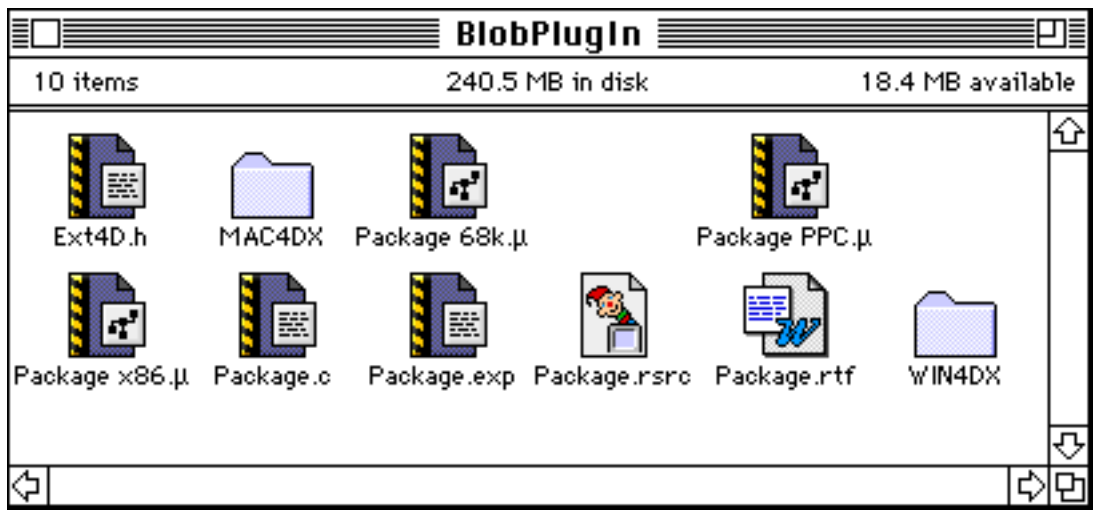 BlobPlugIn
10 items 240.5 MB in disk 18.4 MB available
Ext4D.h MAC4DX Package 68k.µ Package PPC.µ
Package x86.µ Package.c Package.exp Package.rsrc Package.rtf WIN4DX